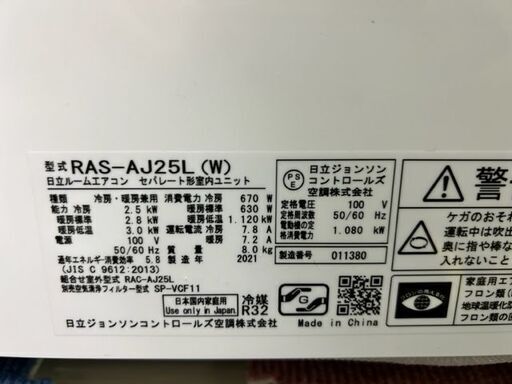 型式 RAS-AJ25L(W)
日立ルームエアコン セパレート形室内ユニット
種類 冷房・暖房兼用 消費電力 冷房 670 W
能力 冷房 2.5 kW 暖房標準 630 W
暖房標準 2.8 kW 暖房低温 1.120 kW
暖房低温 3.0 kW 運転電流 冷房 7.8 A
電源 100 V 暖房 7.2 A
50/60 Hz 質量 8.0 kg
通年エネルギー消費効率 5.8 2021
(JIS C 9612:2013)
組合せ室外型式 RAC-AJ25L
別売空気清浄フィルター型式 SP-VCF11
日本国内家庭用
Use only in Japan.
冷媒
R32
日立ジョンソンコントロールズ空調株式会社
PS
E
日立ジョンソン
コントロールズ
空調株式会社
定格電圧 100 V
定格周波数 50/60 Hz
電動機の定
格消費電力 1.080 kW
製造番号 011380
Made in China
警
ケガのおそれ
運転中は吹出
奥に指や棒な
入れないこと
家庭用エア
フロン類(
地球温暖化
フロンの見える化